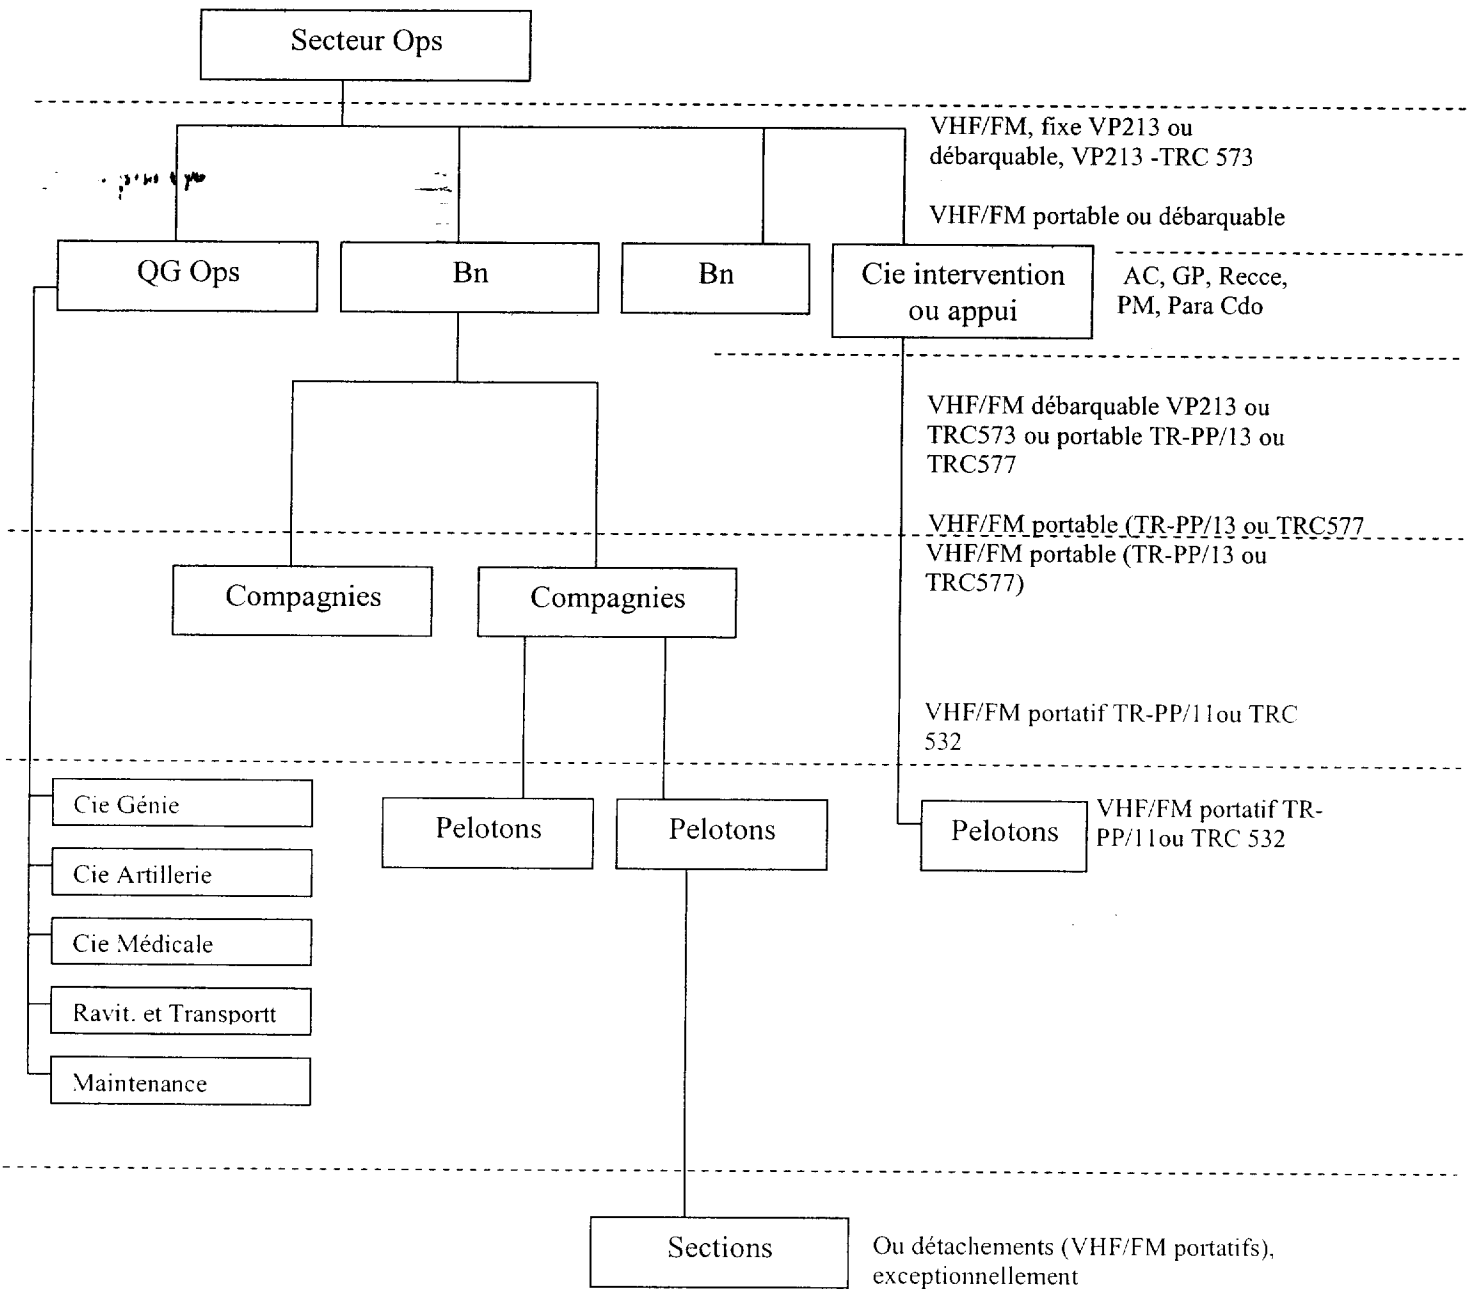 Secteur Ops
VHF/FM, fixe VP213 ou
débarquable, VP213 -TRC 573
VHF/FM portable ou débarquable
QG Ops
Bn
Bn
Cie intervention
ou appui
AC, GP, Recce,
PM, Para Cdo
VHF/FM débarquable VP213 ou
TRC573 ou portable TR-PP/13 ou
TRC577
VHF/FM portable (TR-PP/13 ou TRC577
VHF/FM portable (TR-PP/13 ou
TRC577)
Compagnies
Compagnies
VHF/FM portatif TR-PP/11ou TRC
532
Cie Génie
Cie Artillerie
Cie Médicale
Ravit. et Transportt
Maintenance
Pelotons
Pelotons
Pelotons
VHF/FM portatif TR-
PP/11ou TRC 532
Sections
Ou détachements (VHF/FM portatifs),
exceptionnellement